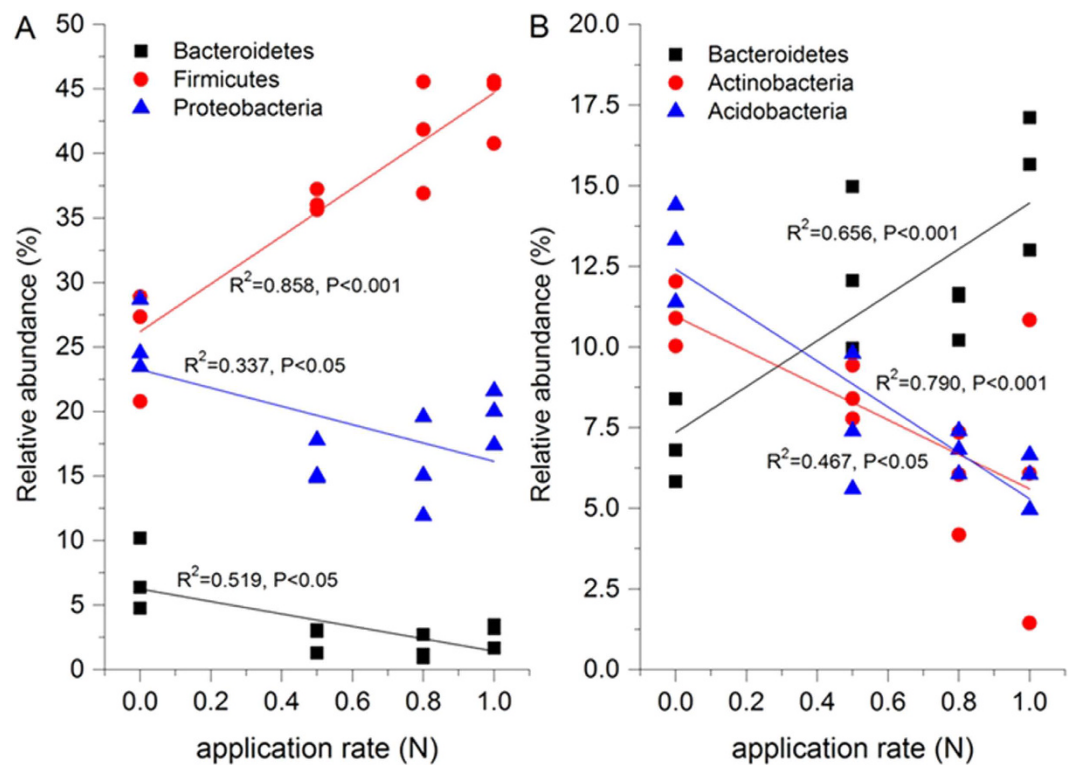 A
Bacteroidetes
Firmicutes
Proteobacteria
R²=0.858, P<0.001
R²=0.337, P<0.05
R²=0.519, P<0.05
50
45
40
35
30
25
20
15
10
5
0
Relative abundance (%)
0.0 0.2 0.4 0.6 0.8 1.0
application rate (N)
B
Bacteroidetes
Actinobacteria
Acidobacteria
R²=0.656, P<0.001
R²=0.790, P<0.001
R²=0.467, P<0.05
20.0
17.5
15.0
12.5
10.0
7.5
5.0
2.5
0.0
Relative abundance (%)
0.0 0.2 0.4 0.6 0.8 1.0
application rate (N)